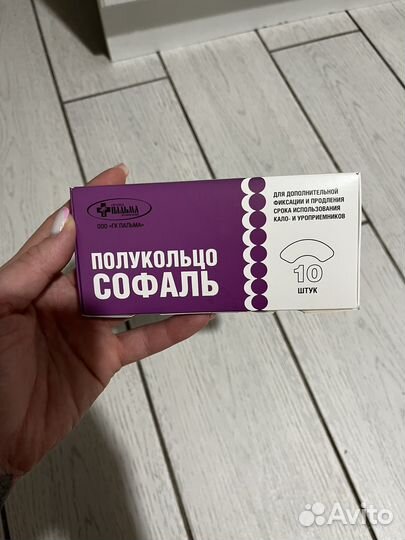 ПАЛЬМА
ООО «ГК ПАЛЬМА»
ПОЛУКОЛЬЦО
СОФАЛЬ
ДЛЯ ДОПОЛНИТЕЛЬНОЙ
ФИКСАЦИИ И ПРОДЛЕНИЯ
СРОКА ИСПОЛЬЗОВАНИЯ
КАЛО- И УРОПРИЕМНИКОВ
10
ШТУК
Avito